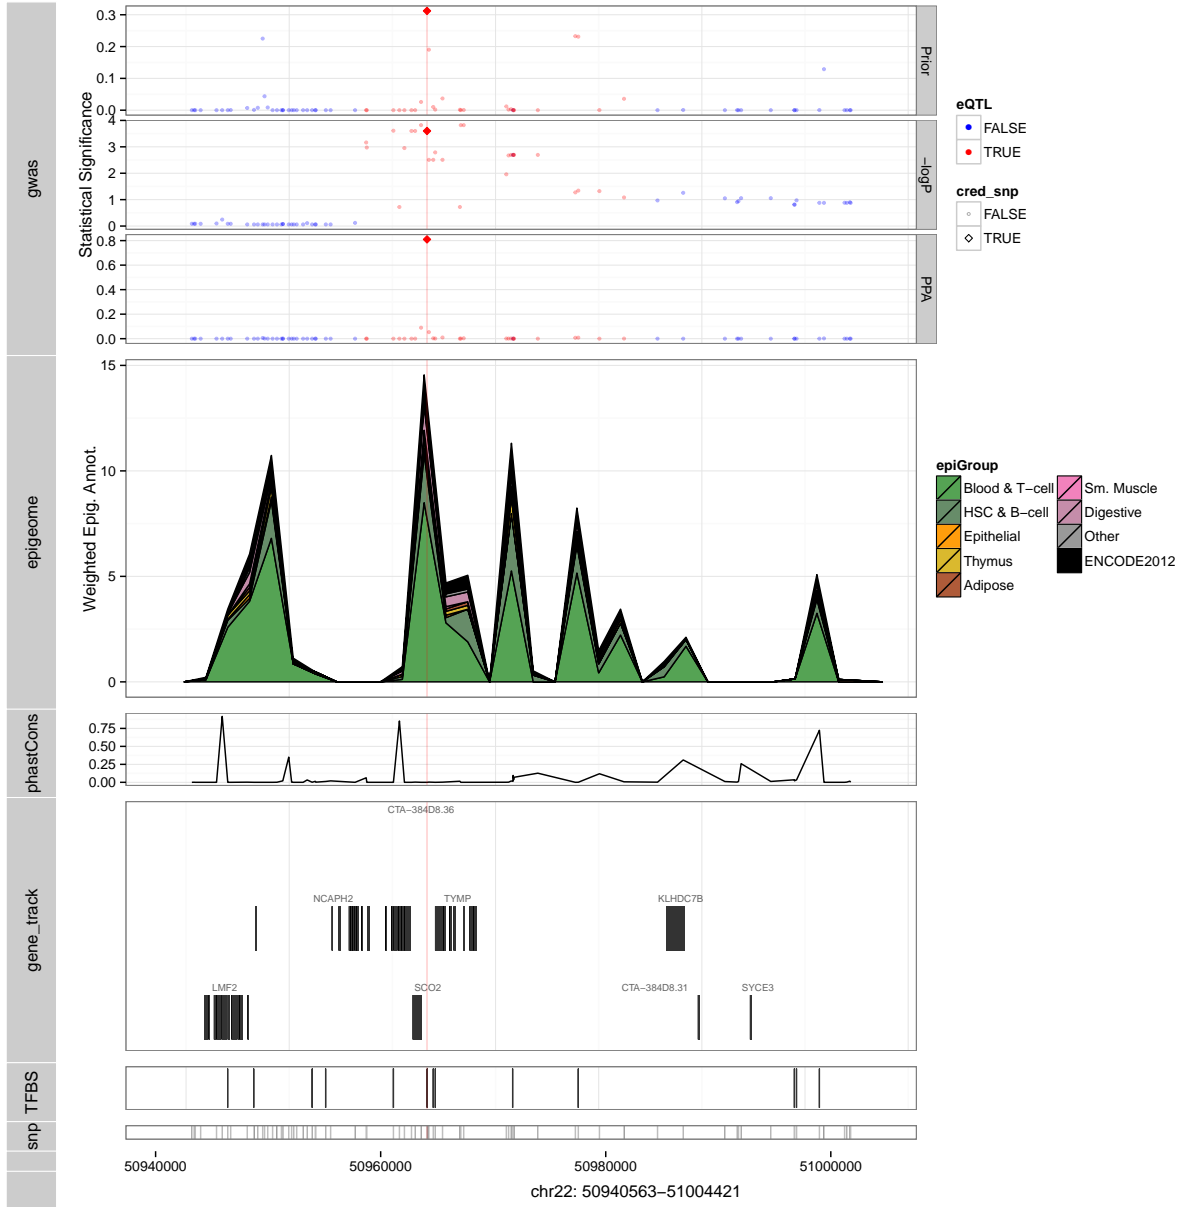 gwas
Statistical Significance
0.3
0.2
0.1
0.0
Prior
4
3
2
1
0
−logP
0.8
0.6
0.4
0.2
0.0
PPA
eQTL
FALSE
TRUE
cred_snp
FALSE
TRUE
epigeome
Weighted Epig. Annot.
15
10
5
0
epiGroup
Blood & T−cell
HSC & B−cell
Epithelial
Thymus
Adipose
Sm. Muscle
Digestive
Other
ENCODE2012
phastCons
0.75
0.50
0.25
0.00
gene_track
CTA−384D8.36
NCAPH2
TYMP
KLHDC7B
LMF2
SCO2
CTA−384D8.31
SYCE3
TFBS
snp
50940000
50960000
50980000
51000000
chr22: 50940563−51004421